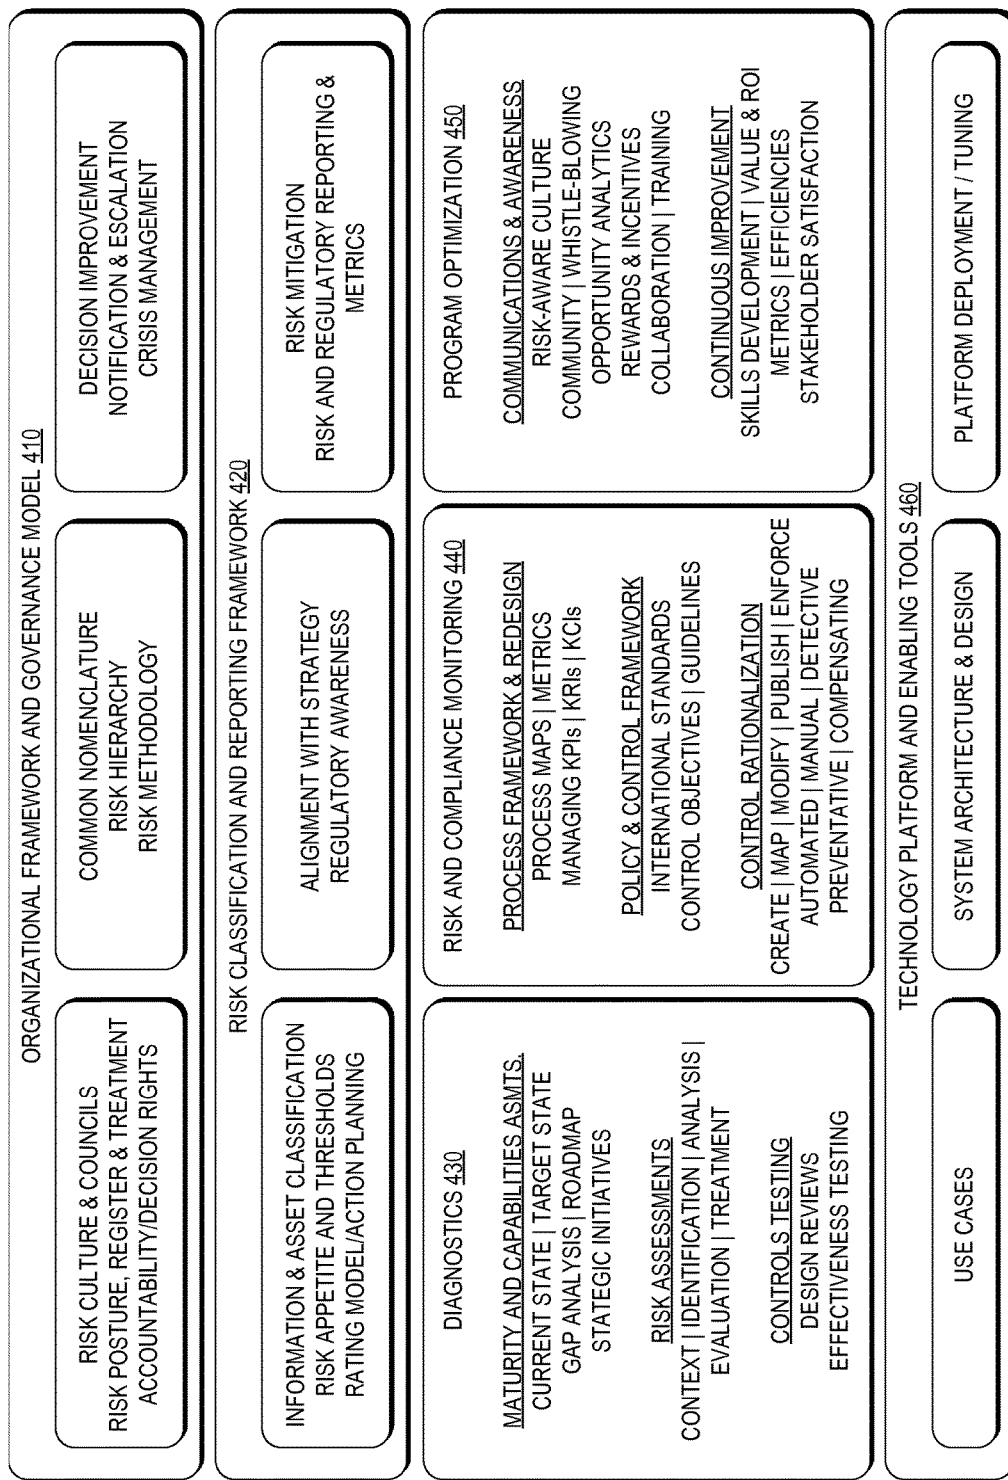 ORGANIZATIONAL FRAMEWORK AND GOVERNANCE MODEL 410
RISK CULTURE & COUNCILS
RISK POSTURE, REGISTER & TREATMENT
ACCOUNTABILITY/DECISION RIGHTS
COMMON NOMENCLATURE
RISK HIERARCHY
RISK METHODOLOGY
DECISION IMPROVEMENT
NOTIFICATION & ESCALATION
CRISIS MANAGEMENT
RISK CLASSIFICATION AND REPORTING FRAMEWORK 420
INFORMATION & ASSET CLASSIFICATION
RISK APPETITE AND THRESHOLDS
RATING MODEL/ACTION PLANNING
ALIGNMENT WITH STRATEGY
REGULATORY AWARENESS
RISK MITIGATION
RISK AND REGULATORY REPORTING &
METRICS
DIAGNOSTICS 430
MATURITY AND CAPABILITIES ASMTS.
CURRENT STATE | TARGET STATE
GAP ANALYSIS | ROADMAP
STATEGIC INITIATIVES
RISK ASSESSMENTS
CONTEXT | IDENTIFICATION | ANALYSIS |
EVALUATION | TREATMENT
CONTROLS TESTING
DESIGN REVIEWS
EFFECTIVENESS TESTING
RISK AND COMPLIANCE MONITORING 440
PROCESS FRAMEWORK & REDESIGN
PROCESS MAPS | METRICS
MANAGING KPIs | KRIs | KCIs
POLICY & CONTROL FRAMEWORK
INTERNATIONAL STANDARDS
CONTROL OBJECTIVES | GUIDELINES
CONTROL RATIONALIZATION
CREATE | MAP | MODIFY | PUBLISH | ENFORCE
AUTOMATED | MANUAL | DETECTIVE
PREVENTATIVE | COMPENSATING
PROGRAM OPTIMIZATION 450
COMMUNICATIONS & AWARENESS
RISK-AWARE CULTURE
COMMUNITY | WHISTLE-BLOWING
OPPORTUNITY ANALYTICS
REWARDS & INCENTIVES
COLLABORATION | TRAINING
CONTINUOUS IMPROVEMENT
SKILLS DEVELOPMENT | VALUE & ROI
METRICS | EFFICIENCIES
STAKEHOLDER SATISFACTION
TECHNOLOGY PLATFORM AND ENABLING TOOLS 460
USE CASES
SYSTEM ARCHITECTURE & DESIGN
PLATFORM DEPLOYMENT / TUNING